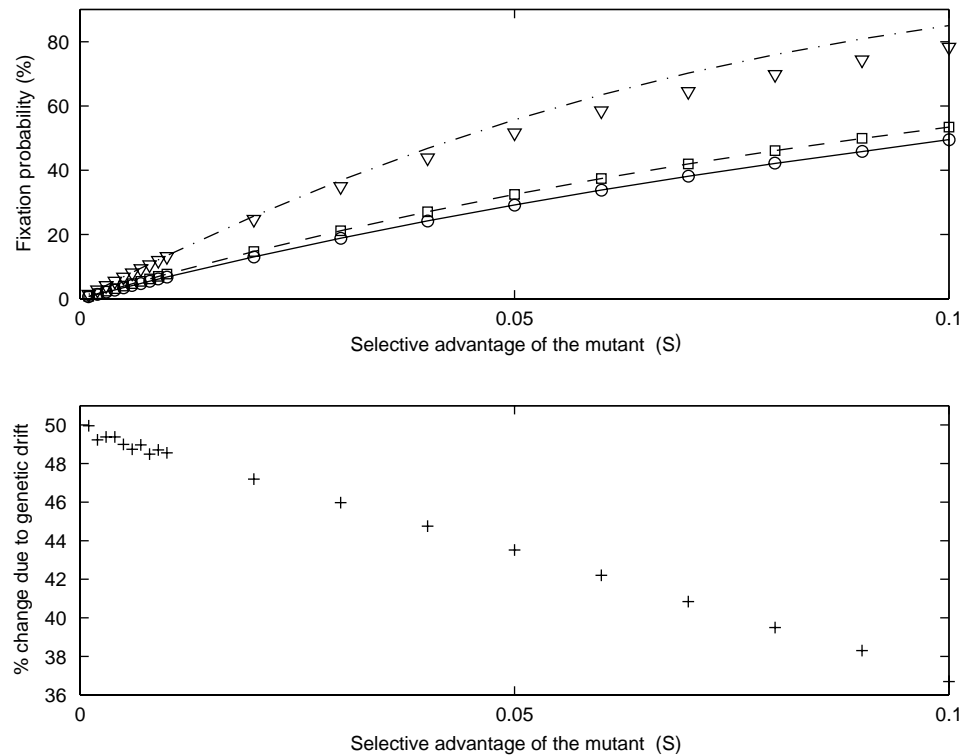 80
60
40
20
0
Fixation probability (%)
0 0.05 0.1
Selective advantage of the mutant (S)
50
48
46
44
42
40
38
36
% change due to genetic drift
0 0.05 0.1
Selective advantage of the mutant (S)